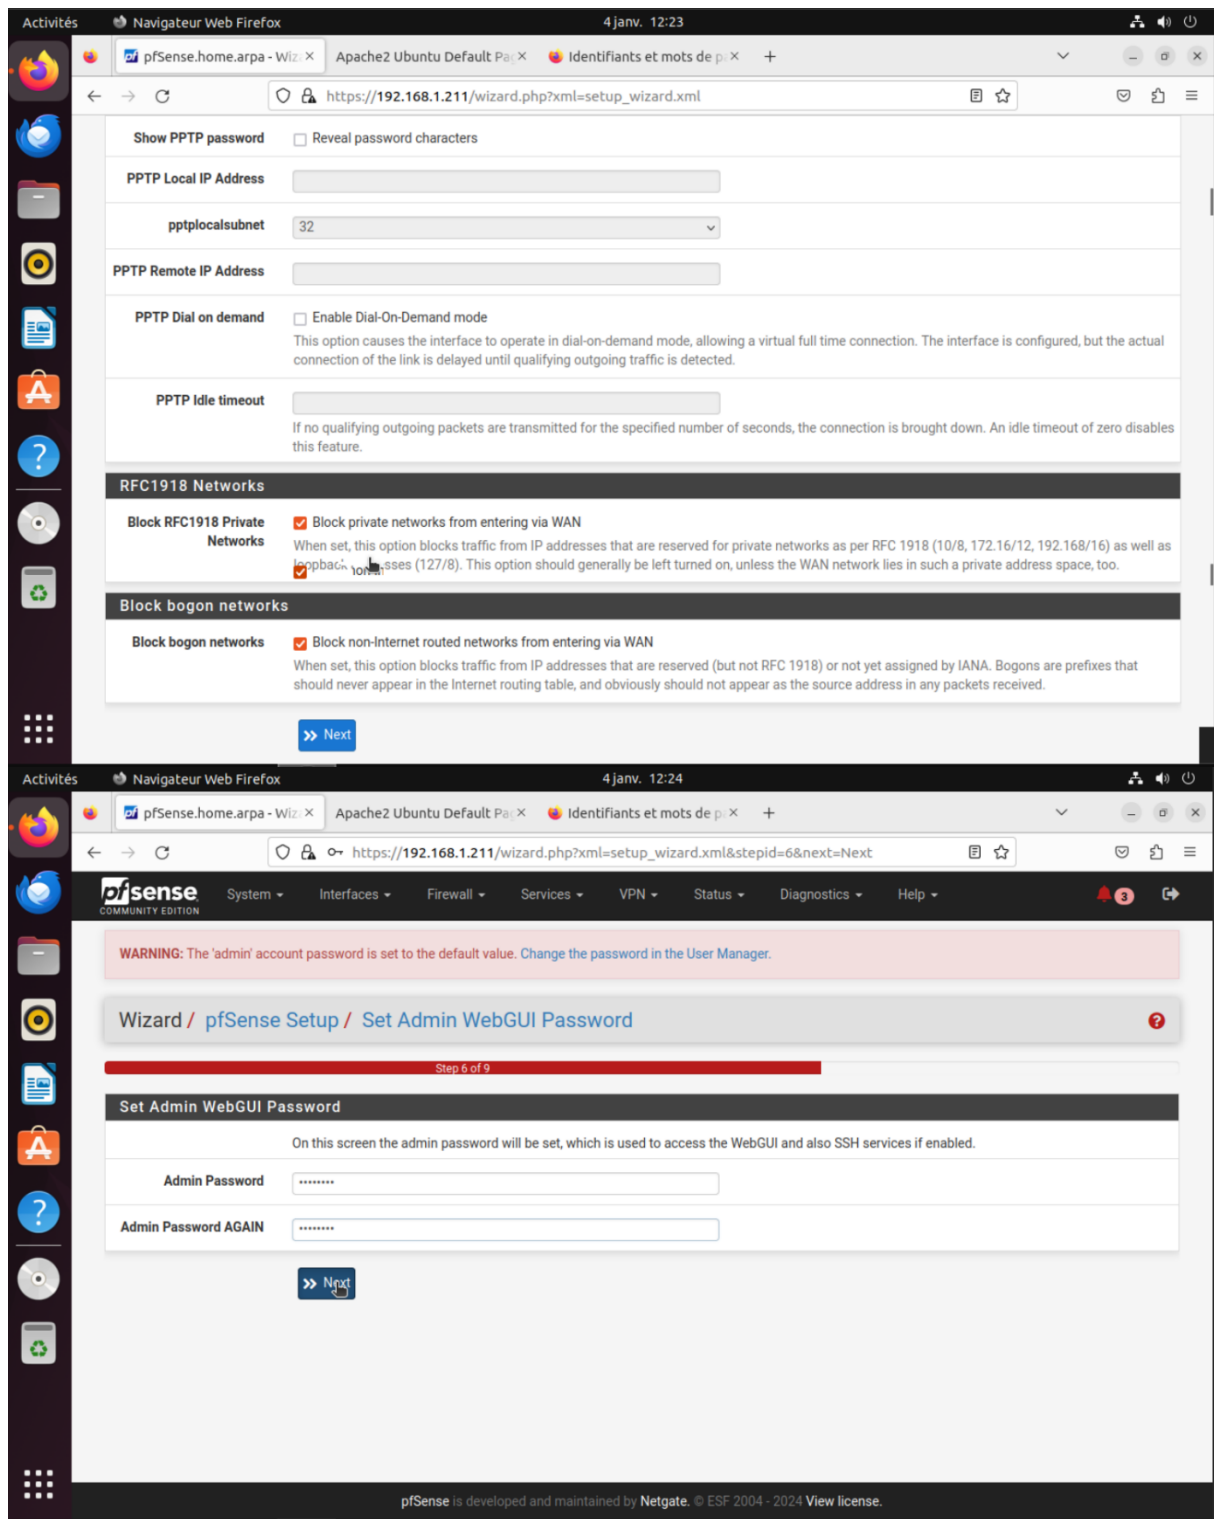 Activités Navigateur Web Firefox 4 janv. 12:23
pfSense.home.arpa - Wiz Apache2 Ubuntu Default Pag Identifiants et mots de p
https://192.168.1.211/wizard.php?xml=setup_wizard.xml
Show PPTP password Reveal password characters
PPTP Local IP Address
pptplocalsubnet 32
PPTP Remote IP Address
PPTP Dial on demand Enable Dial-On-Demand mode
This option causes the interface to operate in dial-on-demand mode, allowing a virtual full time connection. The interface is configured, but the actual
connection of the link is delayed until qualifying outgoing traffic is detected.
PPTP Idle timeout
If no qualifying outgoing packets are transmitted for the specified number of seconds, the connection is brought down. An idle timeout of zero disables
this feature.
RFC1918 Networks
Block RFC1918 Private Networks Block private networks from entering via WAN
When set, this option blocks traffic from IP addresses that are reserved for private networks as per RFC 1918 (10/8, 172.16/12, 192.168/16) as well as
(127/8). This option should generally be left turned on, unless the WAN network lies in such a private address space, too.
Block bogon networks
Block bogon networks Block non-Internet routed networks from entering via WAN
When set, this option blocks traffic from IP addresses that are reserved (but not RFC 1918) or not yet assigned by IANA. Bogons are prefixes that
should never appear in the Internet routing table, and obviously should not appear as the source address in any packets received.
Next
Activités Navigateur Web Firefox 4 janv. 12:24
pfSense.home.arpa - Wiz Apache2 Ubuntu Default Pag Identifiants et mots de p
https://192.168.1.211/wizard.php?xml=setup_wizard.xml&stepid=6&next=Next
pfsense System Interfaces Firewall Services VPN Status Diagnostics Help 3
COMMUNITY EDITION
WARNING: The 'admin' account password is set to the default value. Change the password in the User Manager.
Wizard / pfSense Setup / Set Admin WebGUI Password
Step 6 of 9
Set Admin WebGUI Password
On this screen the admin password will be set, which is used to access the WebGUI and also SSH services if enabled.
Admin Password ••••••••
Admin Password AGAIN ••••••••
Next
pfSense is developed and maintained by Netgate. © ESF 2004 - 2024 View license.